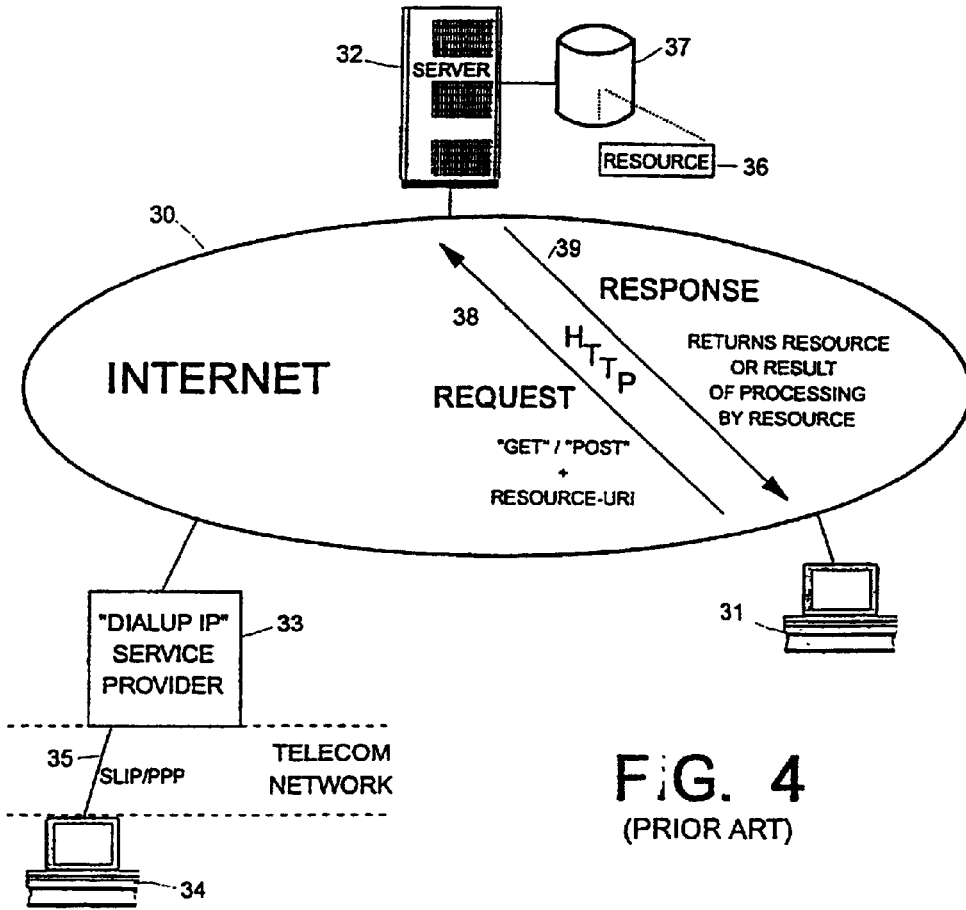 32
SERVER
37
RESOURCE
36
30
39
RESPONSE
38
HTTP
RETURNS RESOURCE
OR RESULT
OF PROCESSING
BY RESOURCE
INTERNET
REQUEST
"GET" / "POST"
+
RESOURCE-URI
"DIALUP IP"
SERVICE
PROVIDER
33
31
35
SLIP/PPP
TELECOM
NETWORK
34
FIG. 4
(PRIOR ART)